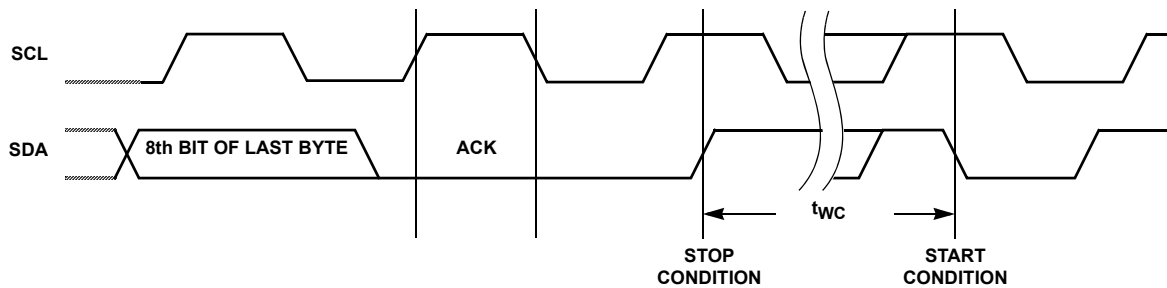 SCL
SDA
8th BIT OF LAST BYTE
ACK
tWC
STOP
CONDITION
START
CONDITION